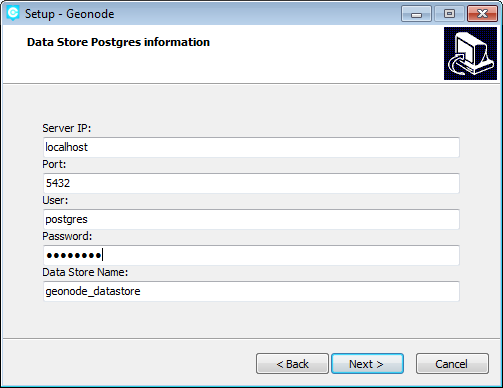 Setup - Geonode
Data Store Postgres information
Server IP:
localhost
Port:
5432
User:
postgres
Password:
●●●●●●●●
Data Store Name:
geonode_datastore
< Back Next > Cancel